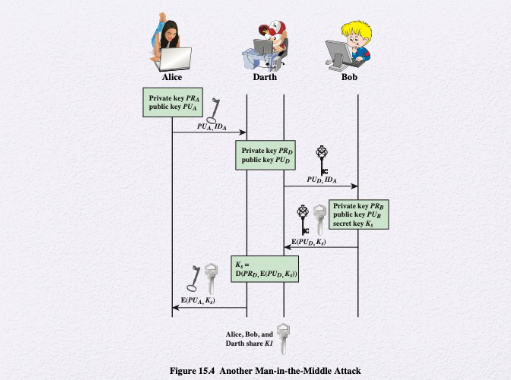 Alice
Darth
Bob
Private key PR_A
public key PU_A
PU_A, ID_A
Private key PR_D
public key PU_D
PU_D, ID_A
Private key PR_B
public key PU_B
secret key K_s
E(PU_D, K_s)
K_s =
D(PR_D, E(PU_D, K_s))
E(PU_A, K_s)
Alice, Bob, and
Darth share K1
Figure 15.4 Another Man-in-the-Middle Attack